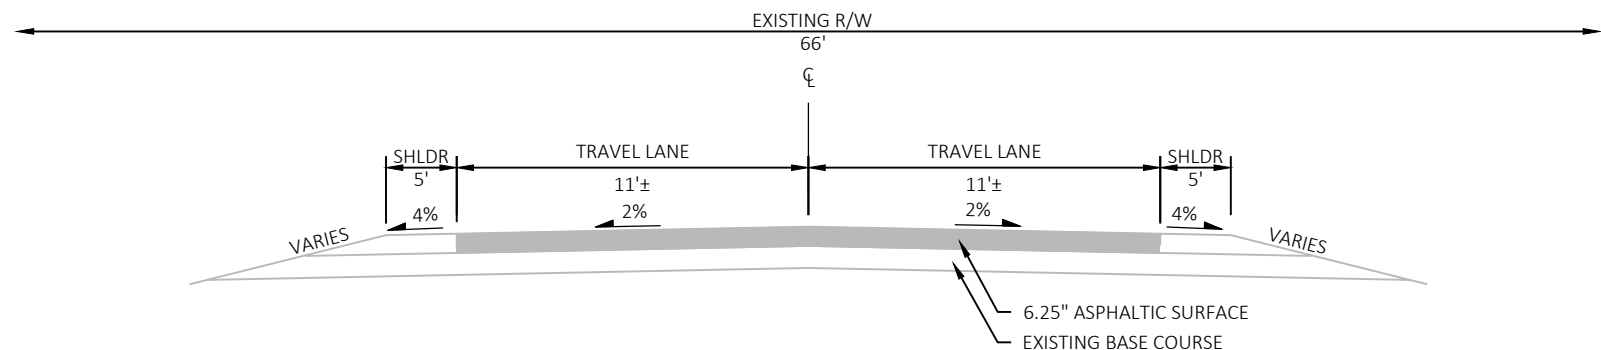 EXISTING R/W
66'
℄
SHLDR
5'
TRAVEL LANE
11'±
TRAVEL LANE
11'±
SHLDR
5'
4%
2%
2%
4%
VARIES
VARIES
6.25" ASPHALTIC SURFACE
EXISTING BASE COURSE